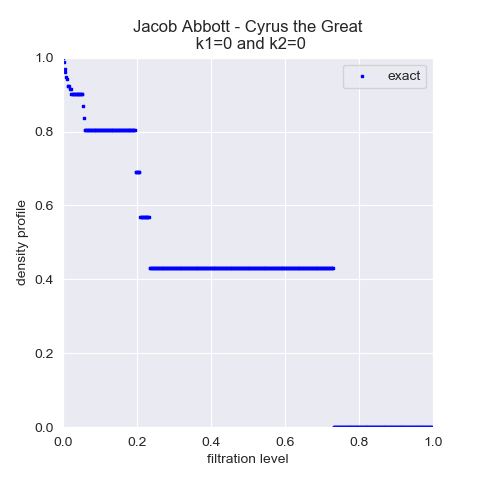 Jacob Abbott - Cyrus the Great
k1=0 and k2=0
exact
1.0
0.8
0.6
0.4
0.2
0.0
density profile
0.0 0.2 0.4 0.6 0.8 1.0
filtration level